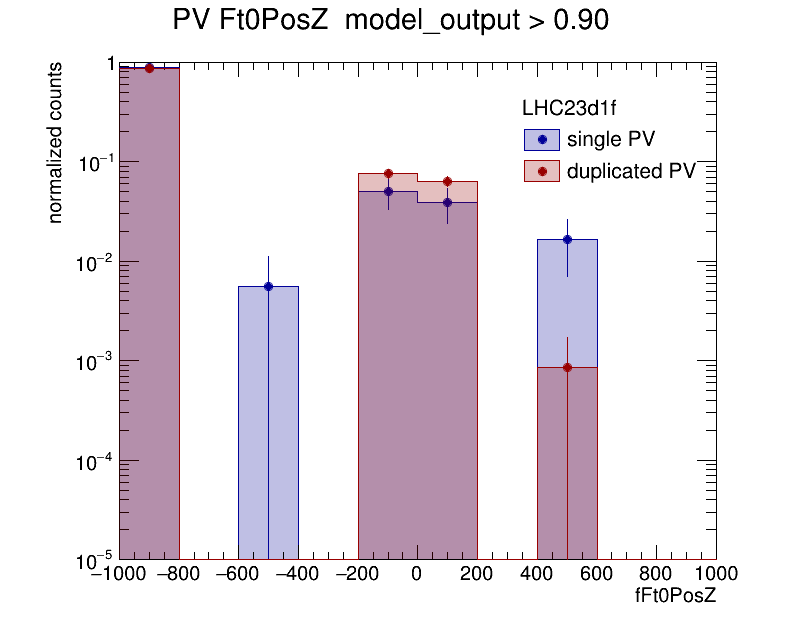 PV Ft0PosZ model_output > 0.90
normalized counts
1
10⁻¹
10⁻²
10⁻³
10⁻⁴
10⁻⁵
LHC23d1f
single PV
duplicated PV
−1000 −800 −600 −400 −200 0 200 400 600 800 1000
fFt0PosZ